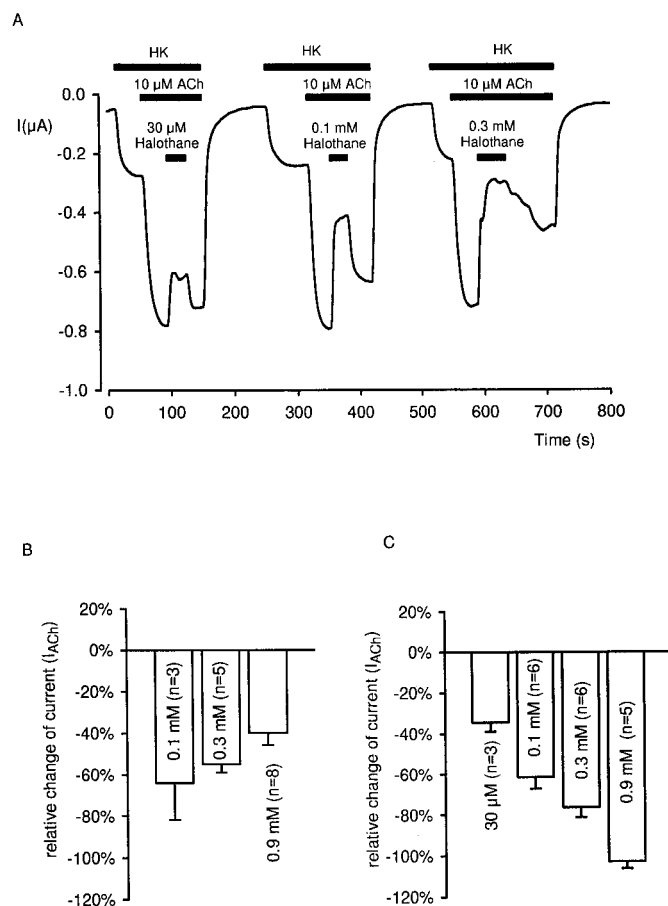 A
HK HK HK
10 µM ACh 10 µM ACh 10 µM ACh
0.0
I(µA)
30 µM 0.1 mM 0.3 mM
Halothane Halothane Halothane
-0.2
-0.4
-0.6
-0.8
-1.0
0 100 200 300 400 500 600 700 800
Time (s)
B
relative change of current (IACh)
20%
0%
-20%
-40%
-60%
-80%
-100%
-120%
0.1 mM (n=3)
0.3 mM (n=5)
0.9 mM (n=8)
C
relative change of current (IACh)
20%
0%
-20%
-40%
-60%
-80%
-100%
-120%
30 µM (n=3)
0.1 mM (n=6)
0.3 mM (n=6)
0.9 mM (n=5)